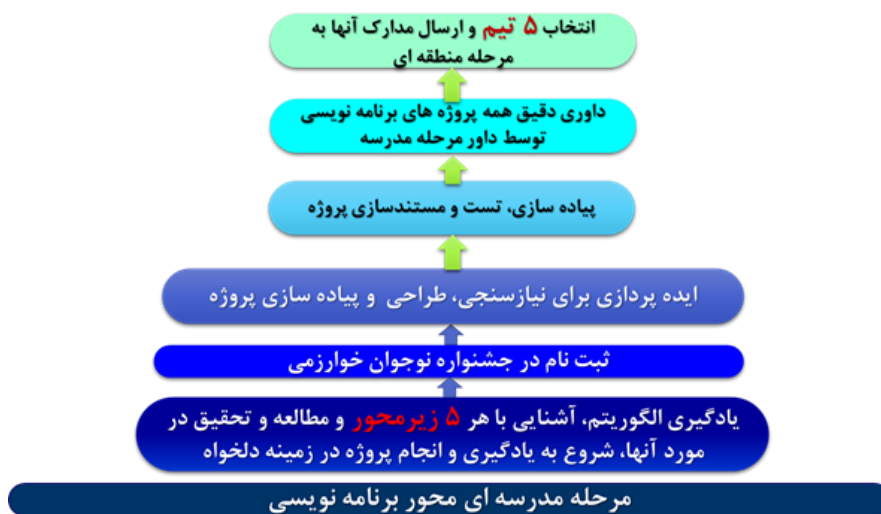 انتخاب ۵ تیم و ارسال مدارک آنها به
مرحله منطقه ای
داوری دقیق همه پروژه های برنامه نویسی
توسط داور مرحله مدرسه
پیاده سازی، تست و مستندسازی پروژه
ایده پردازی برای نیازسنجی، طراحی و پیاده سازی پروژه
ثبت نام در جشنواره نوجوان خوارزمی
یادگیری الگوریتم، آشنایی با هر ۵ زیرمحور و مطالعه و تحقیق در
مورد آنها، شروع به یادگیری و انجام پروژه در زمینه دلخواه
مرحله مدرسه ای محور برنامه نویسی